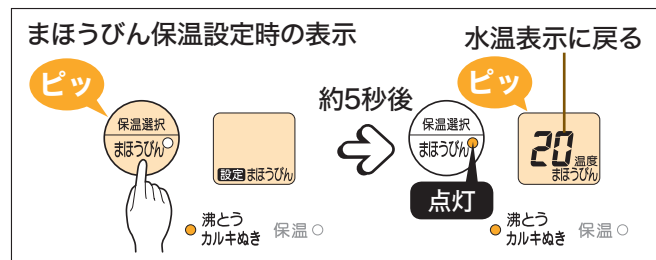 まほうびん保温設定時の表示
ピッ
保温選択
まほうびん
設定 まほうびん
沸とう
カルキぬき
保温
約5秒後
水温表示に戻る
ピッ
保温選択
まほうびん
点灯
20 温度
まほうびん
沸とう
カルキぬき
保温